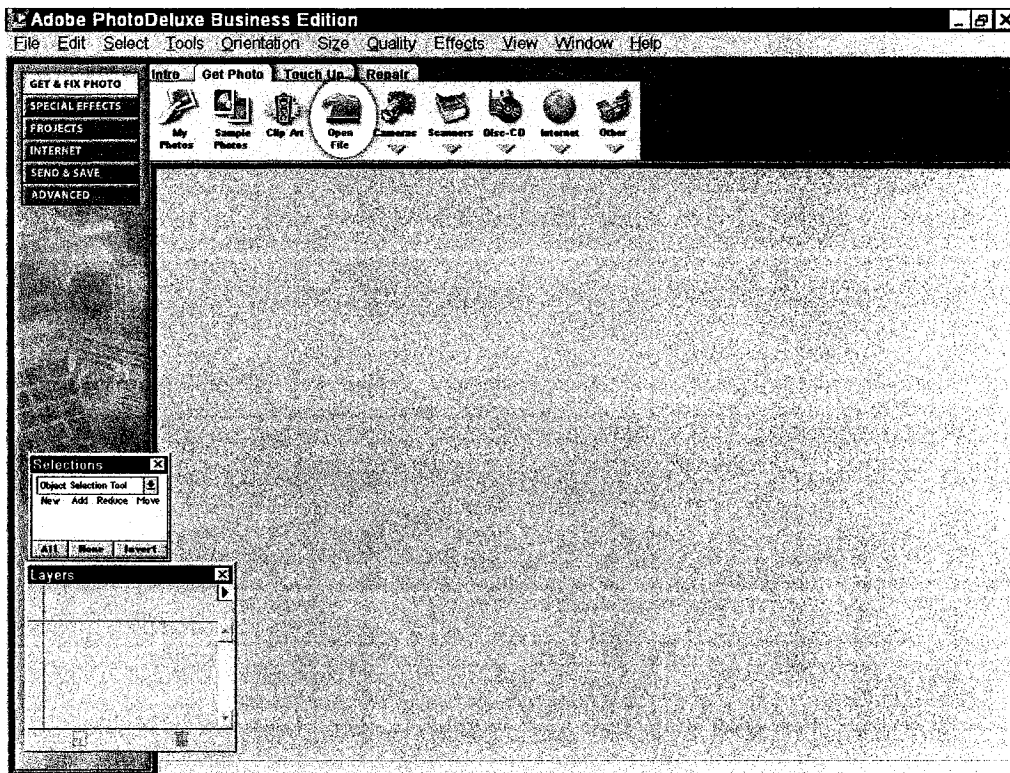 Adobe PhotoDeluxe Business Edition
File Edit Select Tools Orientation Size Quality Effects View Window Help
GET & FIX PHOTO
SPECIAL EFFECTS
PROJECTS
INTERNET
SEND & SAVE
ADVANCED
Intro Get Photo Touch Up Repair
My Photos
Sample Photos
Clip Art
Open File
Cameras
Scanners
Disc-CD
Internet
Other
Selections
Object Selection Tool
New Add Reduce Move
All None Invert
Layers